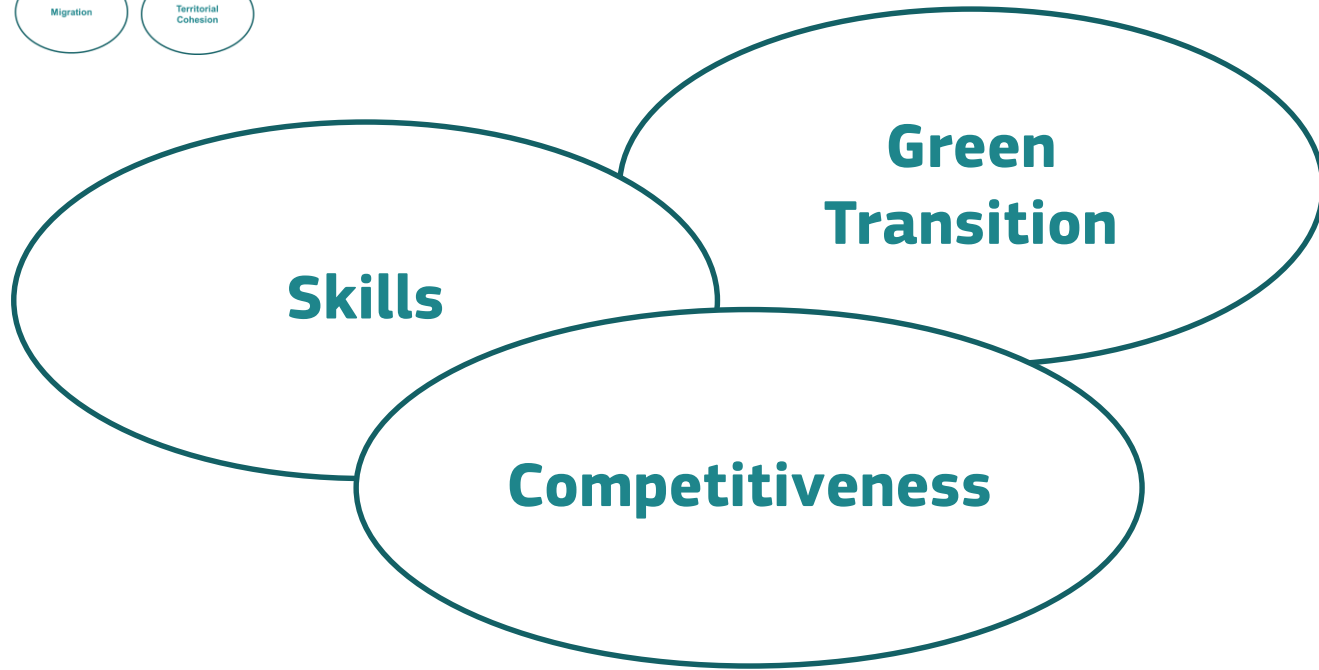 Migration
Territorial
Cohesion
Green
Transition
Skills
Competitiveness